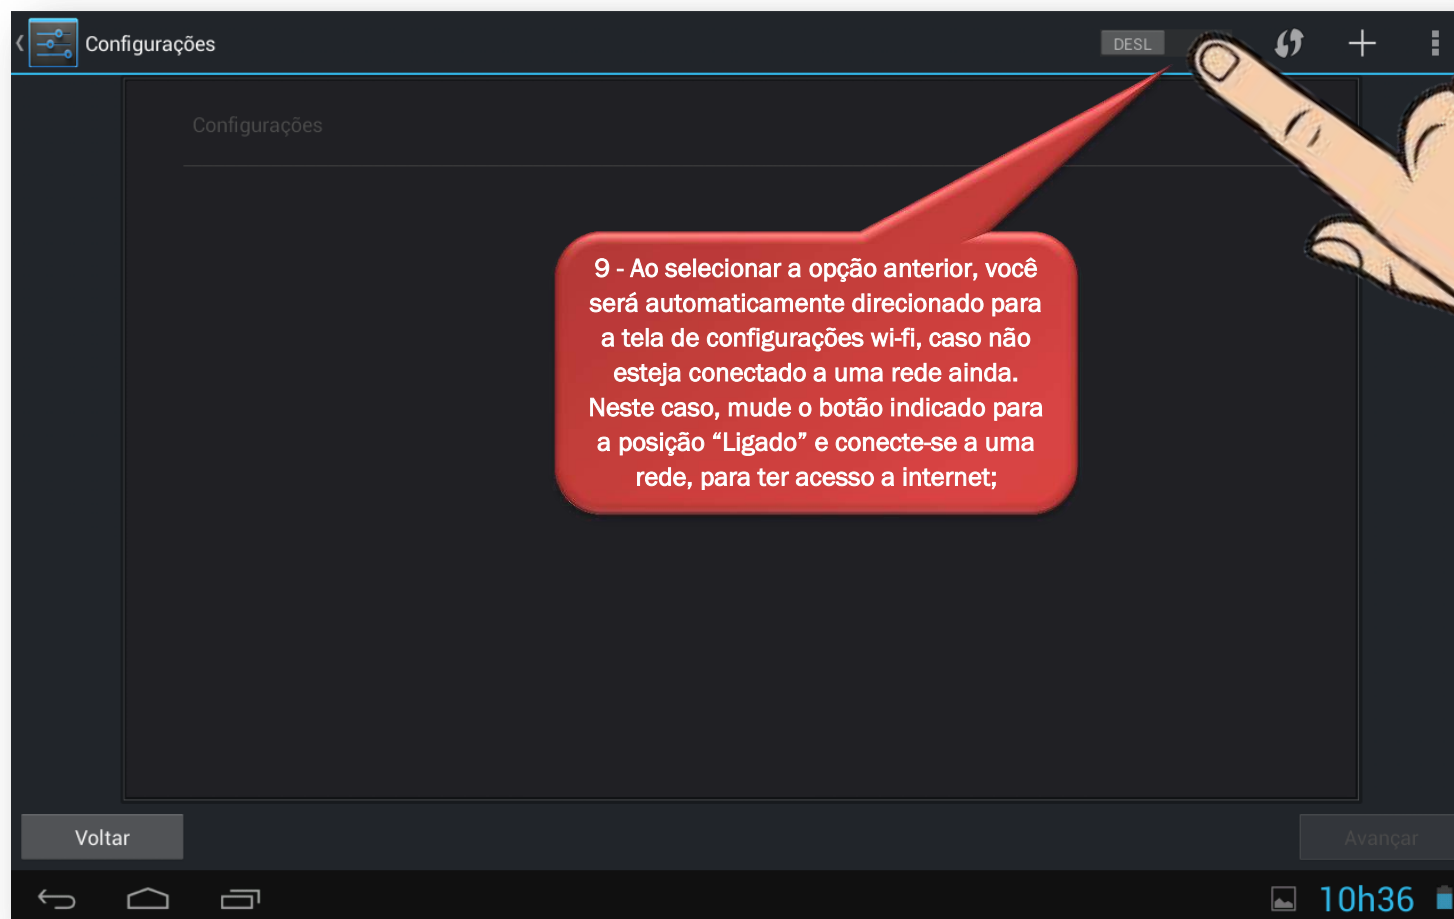 Configurações
DESL
Configurações
9 - Ao selecionar a opção anterior, você
será automaticamente direcionado para
a tela de configurações wi-fi, caso não
esteja conectado a uma rede ainda.
Neste caso, mude o botão indicado para
a posição “Ligado” e conecte-se a uma
rede, para ter acesso a internet;
Voltar
Avançar
10h36